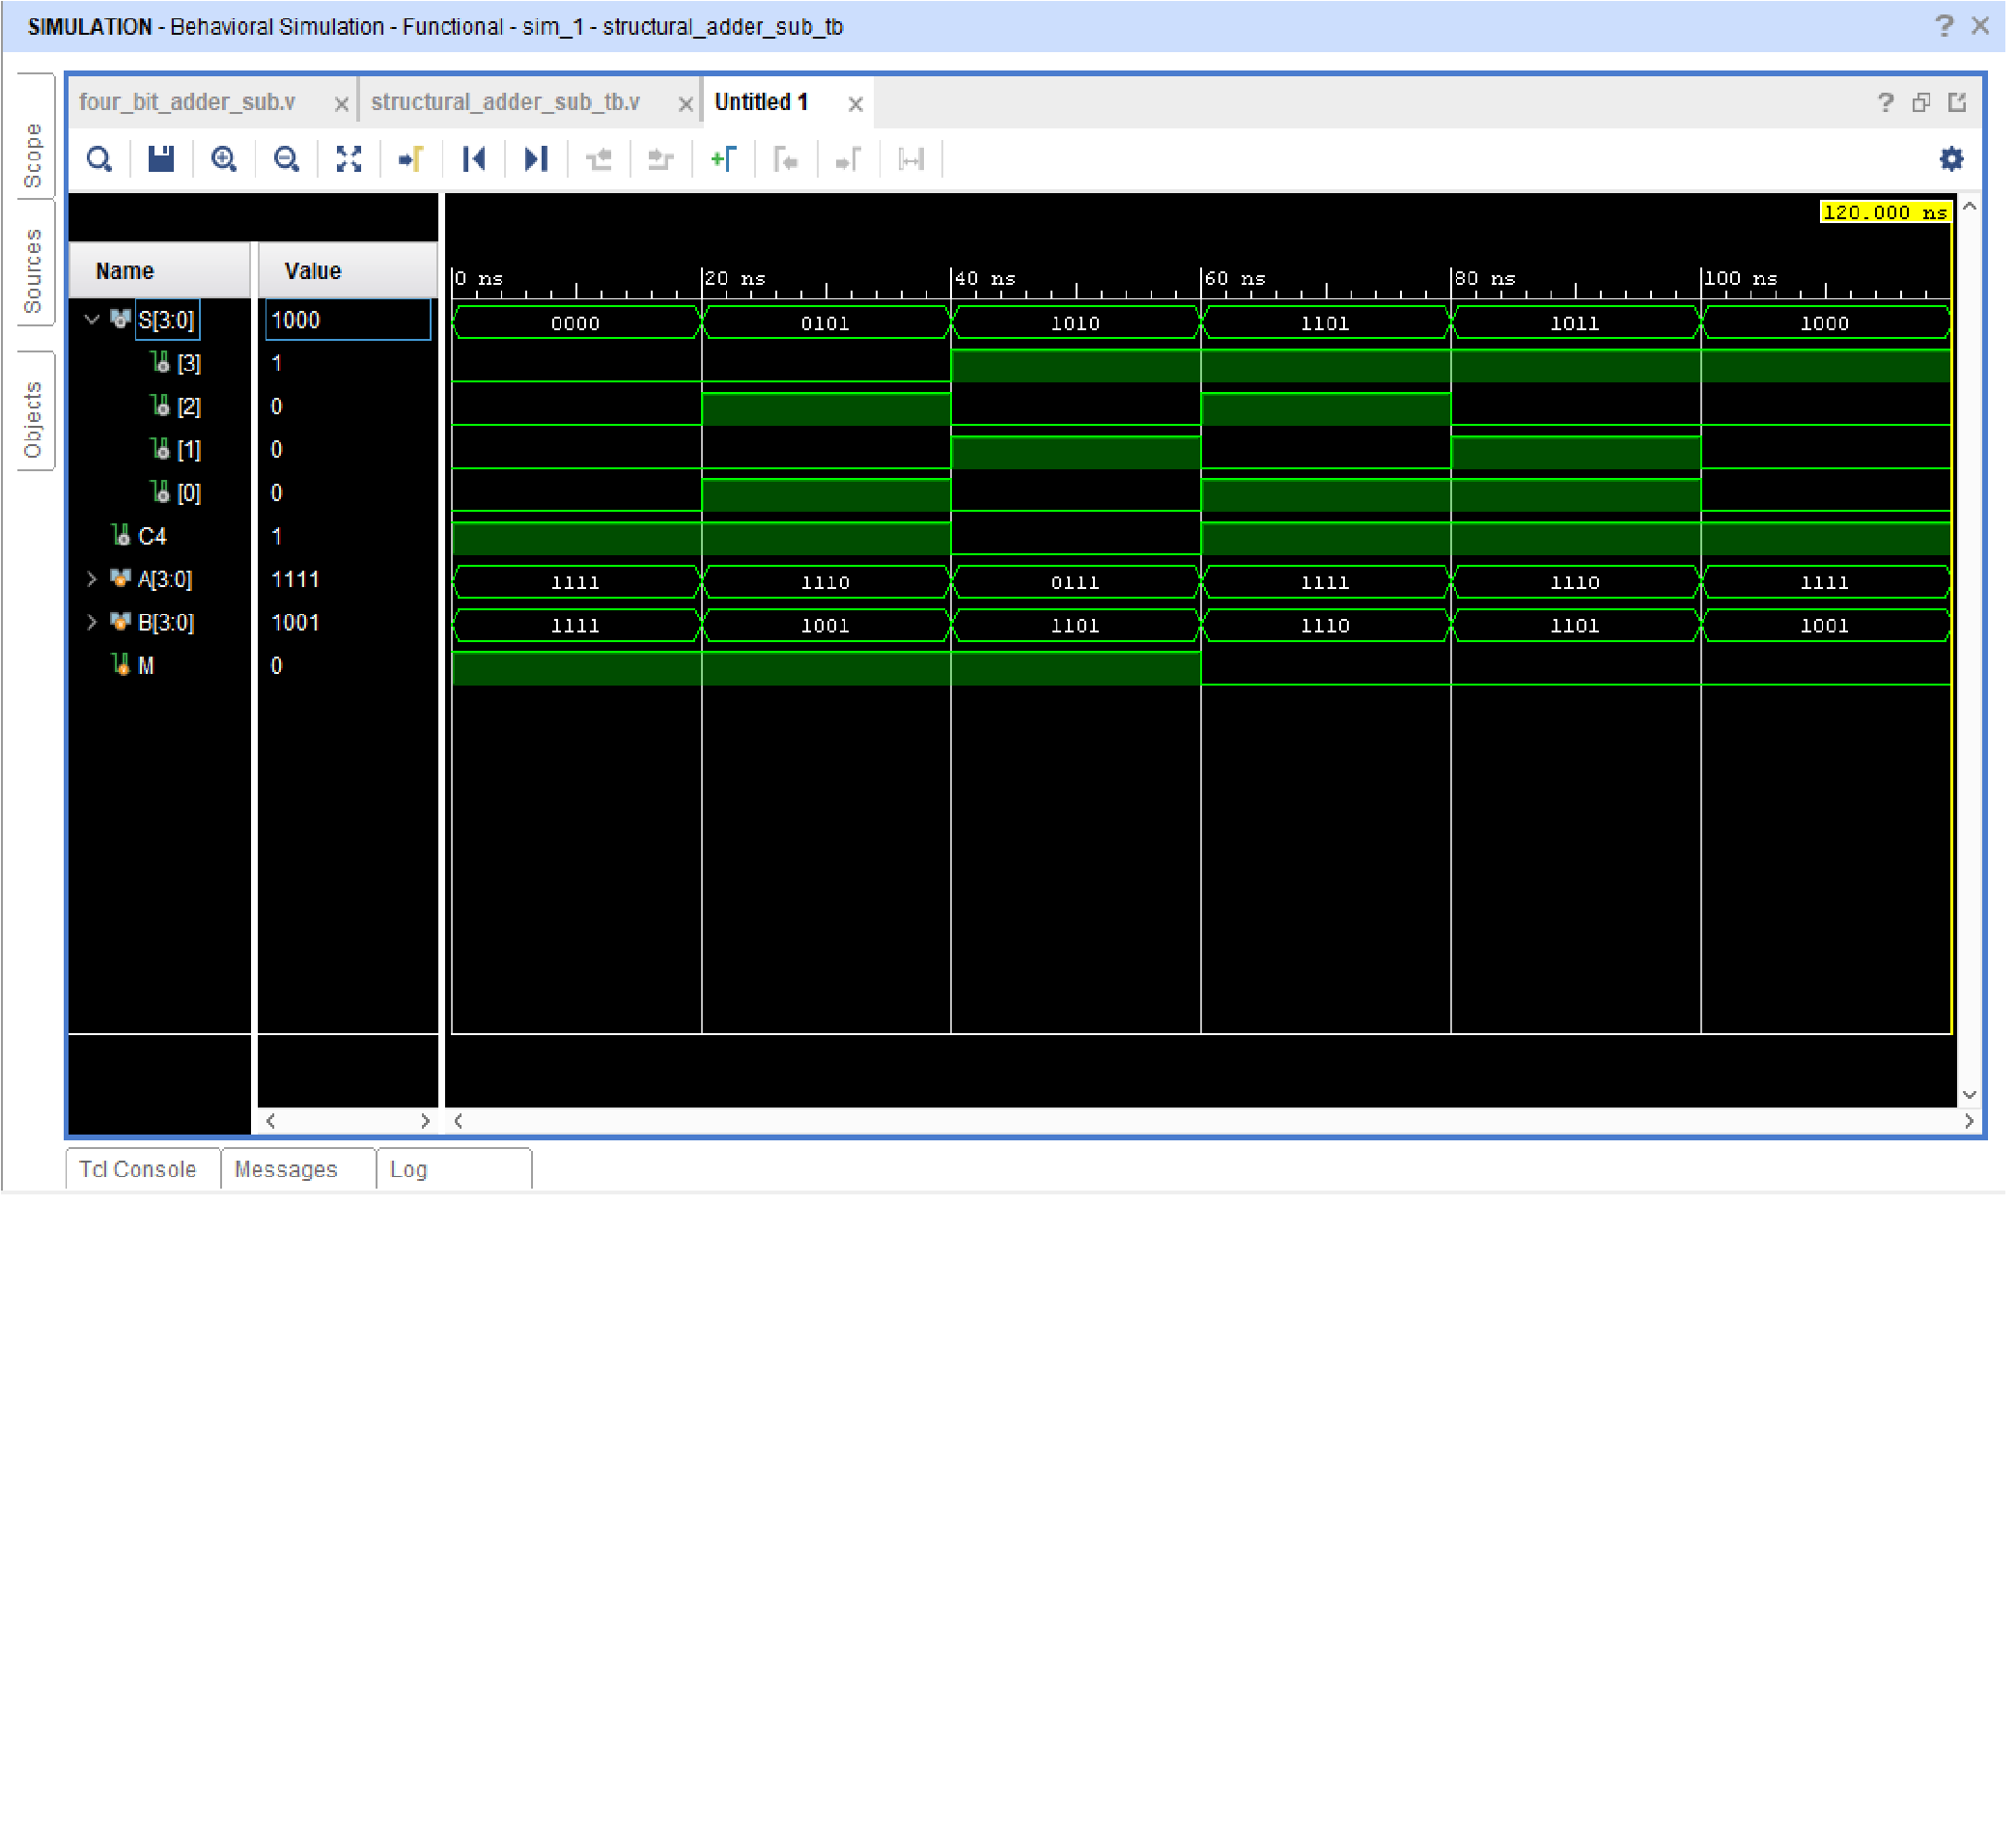 SIMULATION - Behavioral Simulation - Functional - sim_1 - structural_adder_sub_tb
Scope
Sources
Objects
four_bit_adder_sub.v structural_adder_sub_tb.v Untitled 1
120.000 ns
Name Value
0 ns 20 ns 40 ns 60 ns 80 ns 100 ns
S[3:0] 1000 0000 0101 1010 1101 1011 1000
[3] 1
[2] 0
[1] 0
[0] 0
C4 1
A[3:0] 1111 1111 1110 0111 1111 1110 1111
B[3:0] 1001 1111 1001 1101 1110 1101 1001
M 0
Tcl Console Messages Log